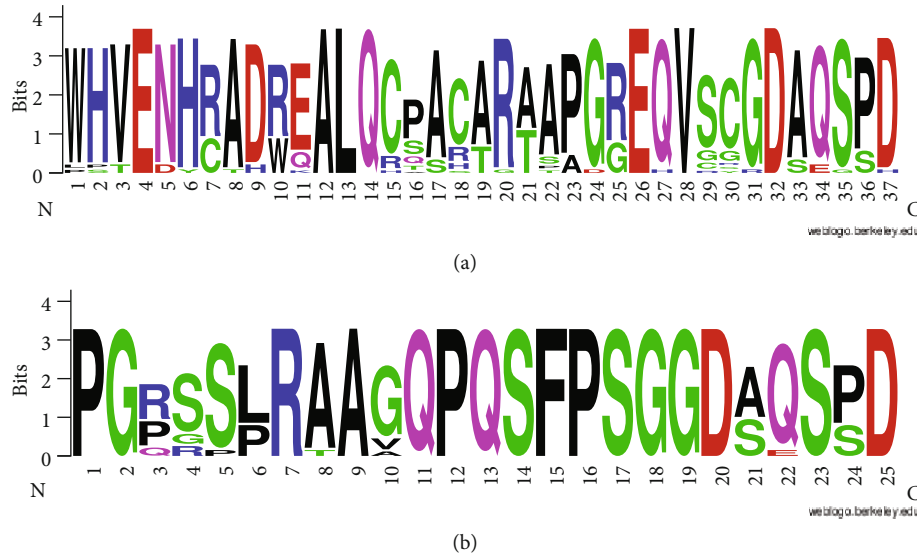 4
3
2
1
0
Bits
WHVENHRADREALQCPACARAAPGREQVSCGDAQSPD
CWQRSSRTTSAGGGSES
1 2 3 4 5 6 7 8 9 10 11 12 13 14 15 16 17 18 19 20 21 22 23 24 25 26 27 28 29 30 31 32 33 34 35 36 37
N
C
weblogo.berkeley.edu
(a)
4
3
2
1
0
Bits
PGRSSLRAAGQPQSFPSGGDAQSPD
PGPPTVSES
QRA
1 2 3 4 5 6 7 8 9 10 11 12 13 14 15 16 17 18 19 20 21 22 23 24 25
N
C
weblogo.berkeley.edu
(b)